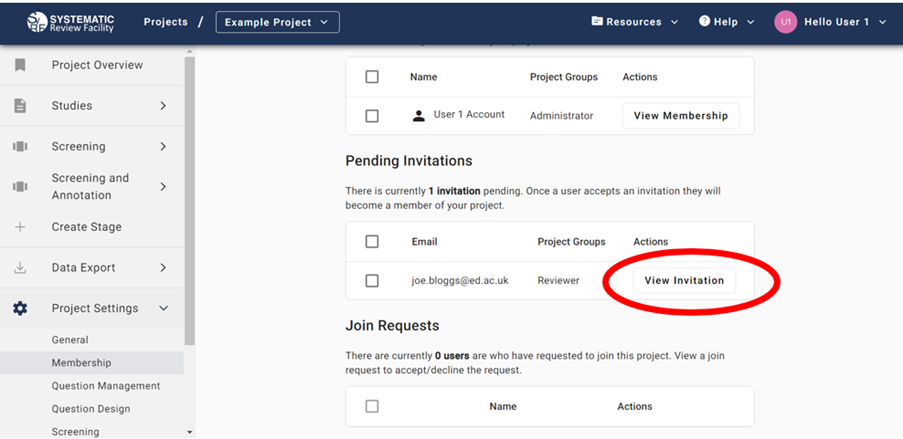 SYSTEMATIC
Review Facility
Projects / Example Project
Resources
Help
U1 Hello User 1
Project Overview
Studies
Screening
Screening and
Annotation
Create Stage
Data Export
Project Settings
General
Membership
Question Management
Question Design
Screening
Name Project Groups Actions
User 1 Account Administrator View Membership
Pending Invitations
There is currently 1 invitation pending. Once a user accepts an invitation they will
become a member of your project.
Email Project Groups Actions
joe.bloggs@ed.ac.uk Reviewer View Invitation
Join Requests
There are currently 0 users are who have requested to join this project. View a join
request to accept/decline the request.
Name Actions